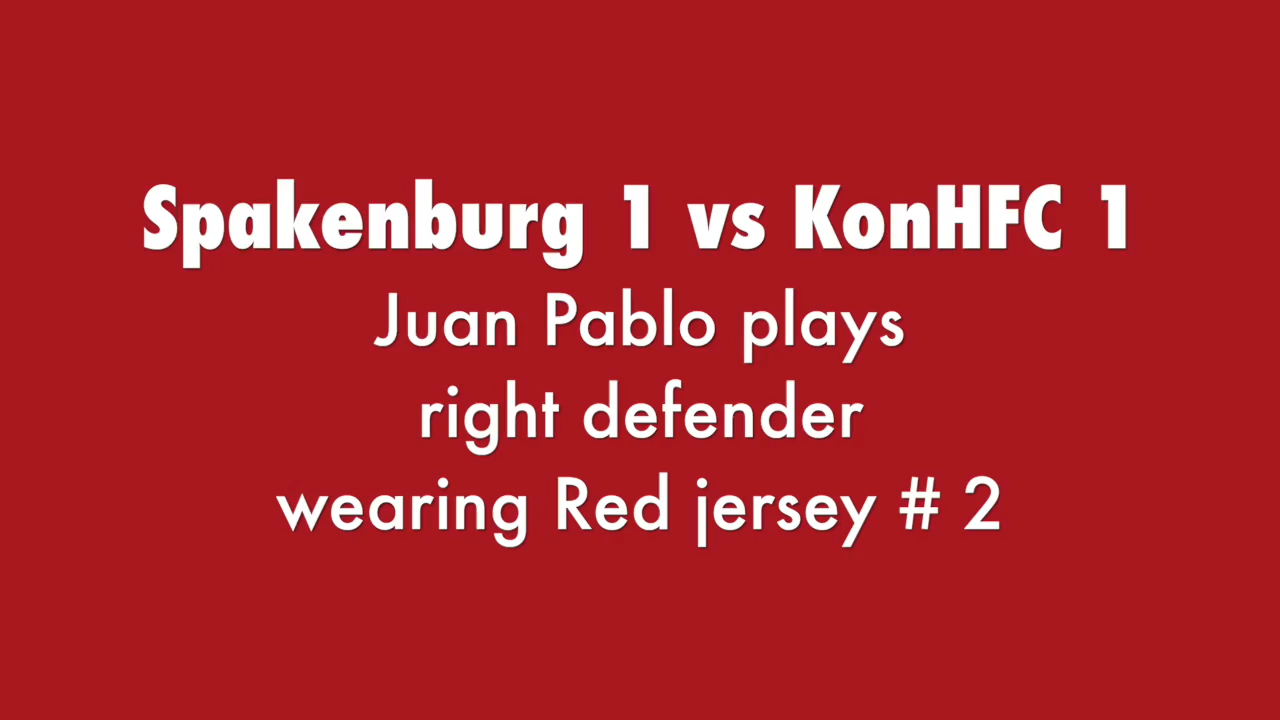 Spakenburg 1 vs KonHFC 1
Juan Pablo plays
right defender
wearing Red jersey # 2